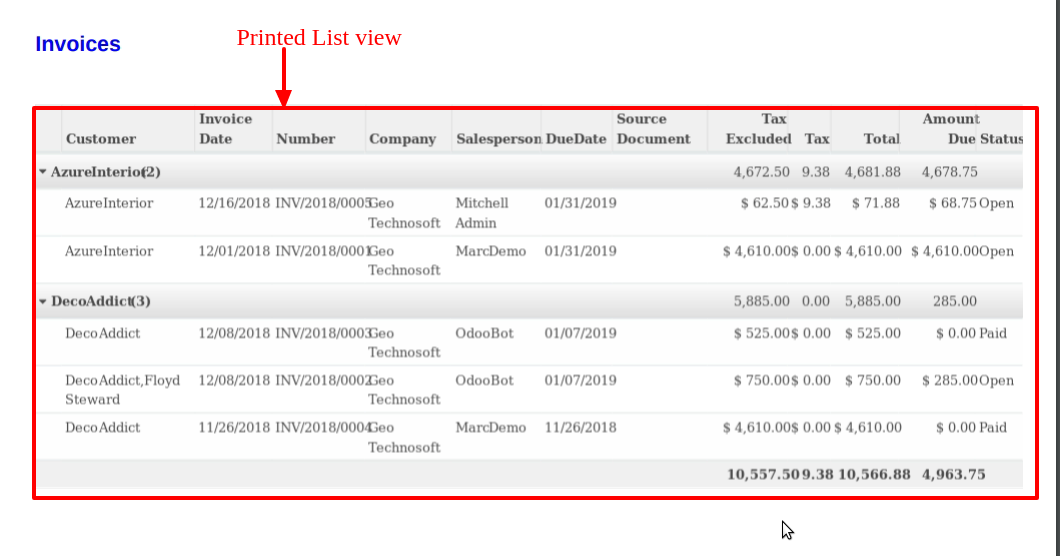 Invoices
Printed List view
Customer Invoice Date Number Company Salesperson DueDate Source Document Tax Excluded Tax Total Amount Due Status
AzureInterior(2) 4,672.50 9.38 4,681.88 4,678.75
AzureInterior 12/16/2018 INV/2018/0005 Geo Technosoft Mitchell Admin 01/31/2019 $ 62.50 $ 9.38 $ 71.88 $ 68.75 Open
AzureInterior 12/01/2018 INV/2018/0001 Geo Technosoft MarcDemo 01/31/2019 $ 4,610.00 $ 0.00 $ 4,610.00 $ 4,610.00 Open
DecoAddict(3) 5,885.00 0.00 5,885.00 285.00
DecoAddict 12/08/2018 INV/2018/0003 Geo Technosoft OdooBot 01/07/2019 $ 525.00 $ 0.00 $ 525.00 $ 0.00 Paid
DecoAddict,Floyd Steward 12/08/2018 INV/2018/0002 Geo Technosoft OdooBot 01/07/2019 $ 750.00 $ 0.00 $ 750.00 $ 285.00 Open
DecoAddict 11/26/2018 INV/2018/0004 Geo Technosoft MarcDemo 11/26/2018 $ 4,610.00 $ 0.00 $ 4,610.00 $ 0.00 Paid
10,557.50 9.38 10,566.88 4,963.75